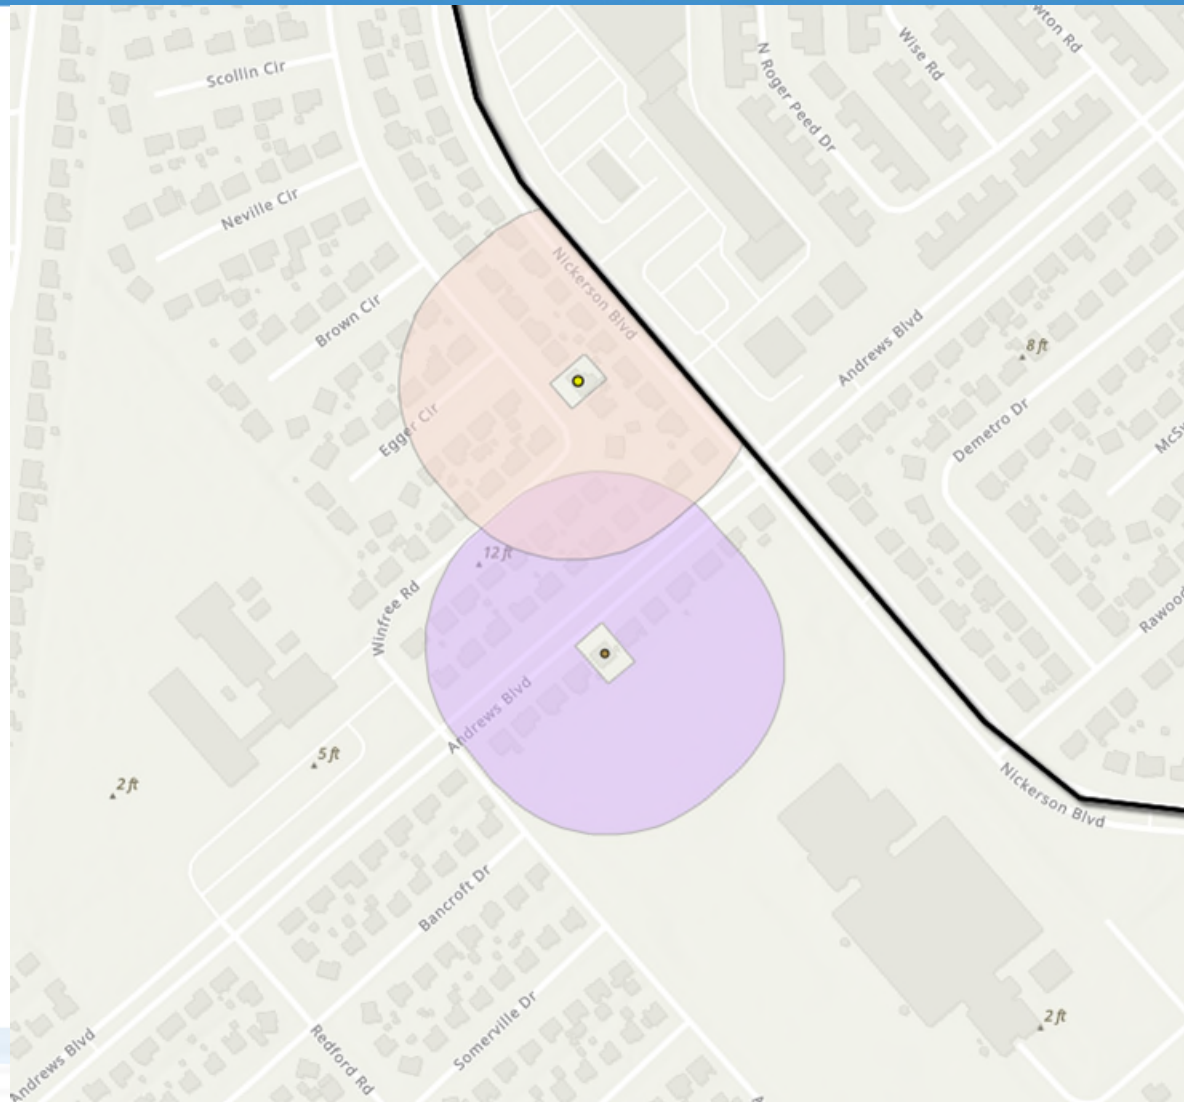 Scollin Cir
Neville Cir
Brown Cir
Egger Cir
Nickerson Blvd
N Roger Peed Dr
Wise Rd
wton Rd
Andrews Blvd
8 ft
Demetro Dr
McSw
Rawood
12 ft
Winfree Rd
Andrews Blvd
5 ft
2 ft
Nickerson Blvd
Bancroft Dr
Somerville Dr
Redford Rd
Andrews Blvd
2 ft